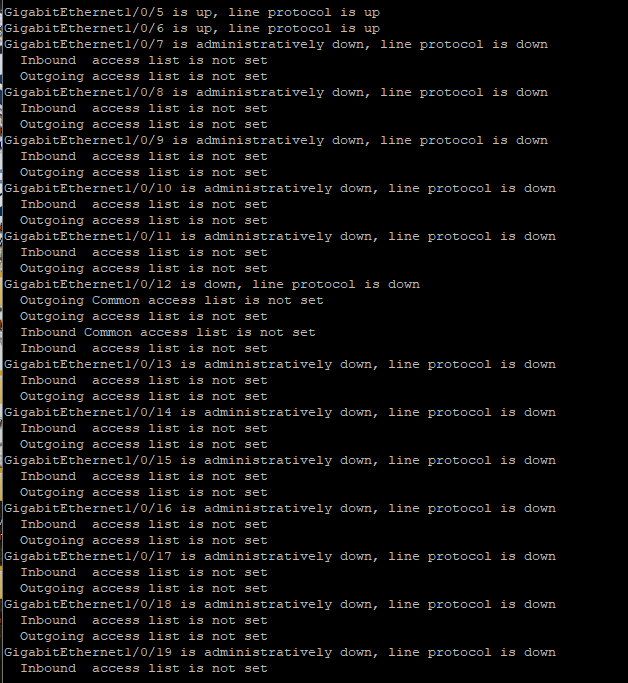 GigabitEthernet1/0/5 is up, line protocol is up
GigabitEthernet1/0/6 is up, line protocol is up
GigabitEthernet1/0/7 is administratively down, line protocol is down
  Inbound  access list is not set
  Outgoing access list is not set
GigabitEthernet1/0/8 is administratively down, line protocol is down
  Inbound  access list is not set
  Outgoing access list is not set
GigabitEthernet1/0/9 is administratively down, line protocol is down
  Inbound  access list is not set
  Outgoing access list is not set
GigabitEthernet1/0/10 is administratively down, line protocol is down
  Inbound  access list is not set
  Outgoing access list is not set
GigabitEthernet1/0/11 is administratively down, line protocol is down
  Inbound  access list is not set
  Outgoing access list is not set
GigabitEthernet1/0/12 is down, line protocol is down
  Outgoing Common access list is not set
  Outgoing access list is not set
  Inbound Common access list is not set
  Inbound  access list is not set
GigabitEthernet1/0/13 is administratively down, line protocol is down
  Inbound  access list is not set
  Outgoing access list is not set
GigabitEthernet1/0/14 is administratively down, line protocol is down
  Inbound  access list is not set
  Outgoing access list is not set
GigabitEthernet1/0/15 is administratively down, line protocol is down
  Inbound  access list is not set
  Outgoing access list is not set
GigabitEthernet1/0/16 is administratively down, line protocol is down
  Inbound  access list is not set
  Outgoing access list is not set
GigabitEthernet1/0/17 is administratively down, line protocol is down
  Inbound  access list is not set
  Outgoing access list is not set
GigabitEthernet1/0/18 is administratively down, line protocol is down
  Inbound  access list is not set
  Outgoing access list is not set
GigabitEthernet1/0/19 is administratively down, line protocol is down
  Inbound  access list is not set